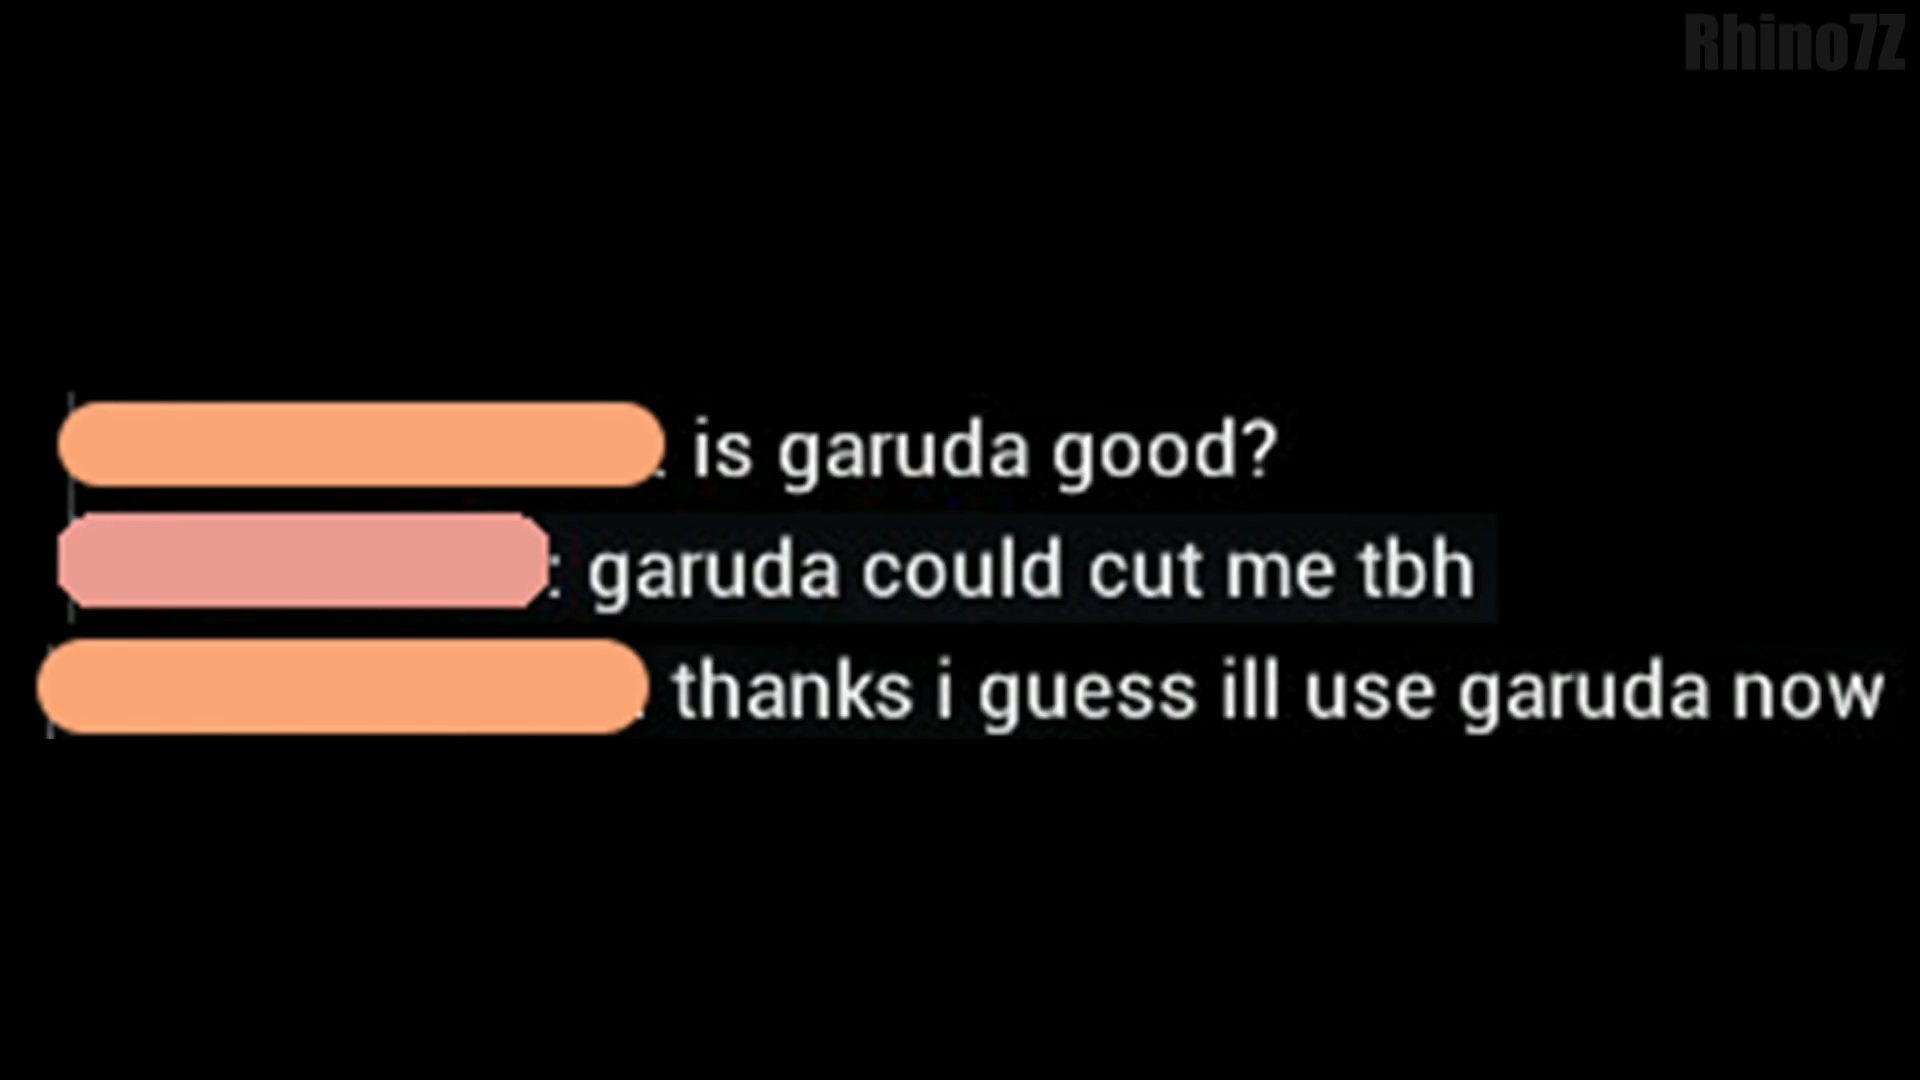 Rhino7Z
: is garuda good?
: garuda could cut me tbh
: thanks i guess ill use garuda now